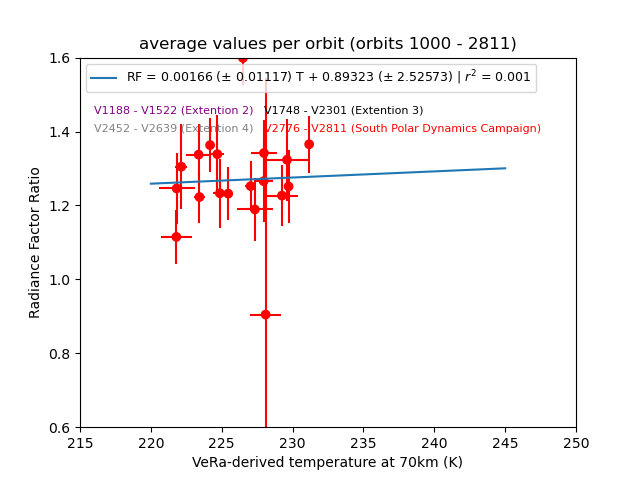 average values per orbit (orbits 1000 - 2811)
RF = 0.00166 (± 0.01117) T + 0.89323 (± 2.52573) | r² = 0.001
V1188 - V1522 (Extention 2) V1748 - V2301 (Extention 3)
V2452 - V2639 (Extention 4) V2776 - V2811 (South Polar Dynamics Campaign)
1.6
1.4
1.2
1.0
0.8
0.6
Radiance Factor Ratio
215 220 225 230 235 240 245 250
VeRa-derived temperature at 70km (K)